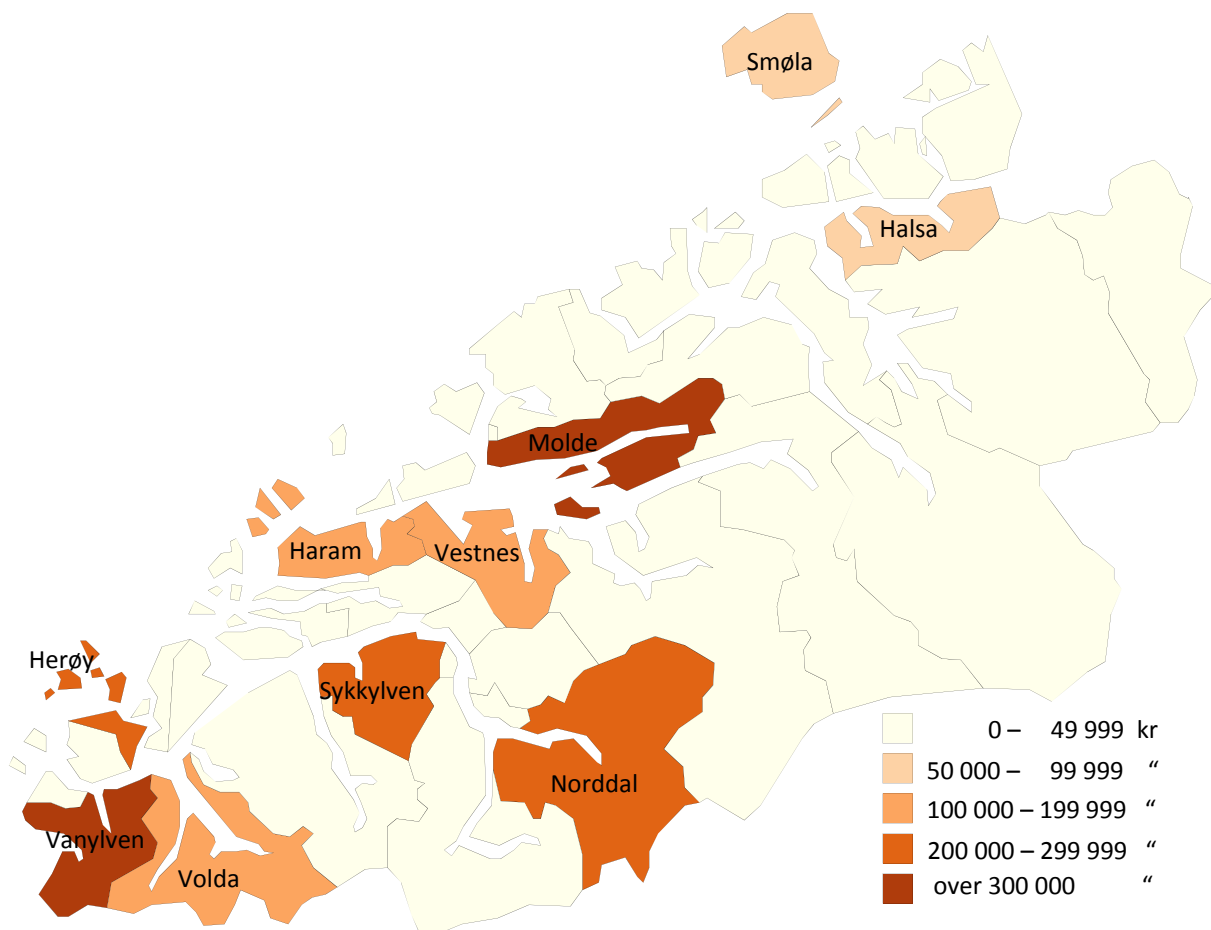 Smøla
Halsa
Molde
Haram
Vestnes
Herøy
Sykkylven
Norddal
Vanylven
Volda
0 – 49 999 kr
50 000 – 99 999 “
100 000 – 199 999 “
200 000 – 299 999 “
over 300 000 “